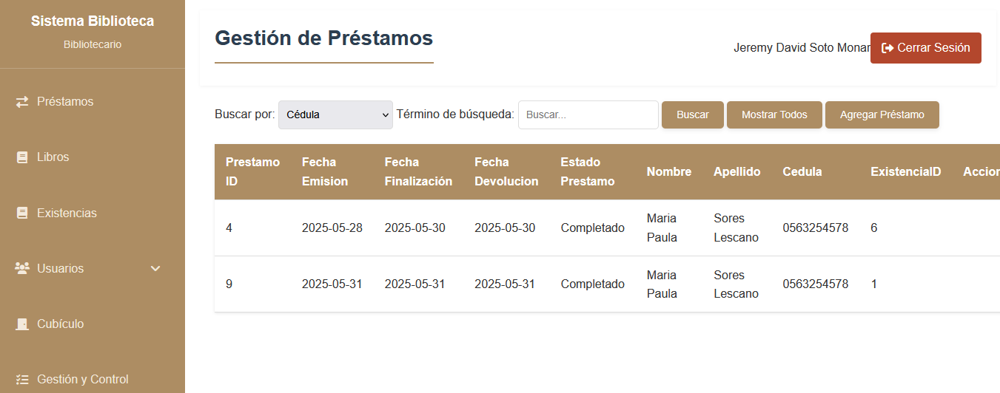 Sistema Biblioteca
Bibliotecario
Préstamos
Libros
Existencias
Usuarios
Cubículo
Gestión y Control
Gestión de Préstamos
Jeremy David Soto Monar
Cerrar Sesión
Buscar por: Cédula Término de búsqueda: Buscar... Buscar Mostrar Todos Agregar Préstamo
Prestamo ID Fecha Emision Fecha Finalización Fecha Devolucion Estado Prestamo Nombre Apellido Cedula ExistenciaID Accion
4 2025-05-28 2025-05-30 2025-05-30 Completado Maria Paula Sores Lescano 0563254578 6
9 2025-05-31 2025-05-31 2025-05-31 Completado Maria Paula Sores Lescano 0563254578 1